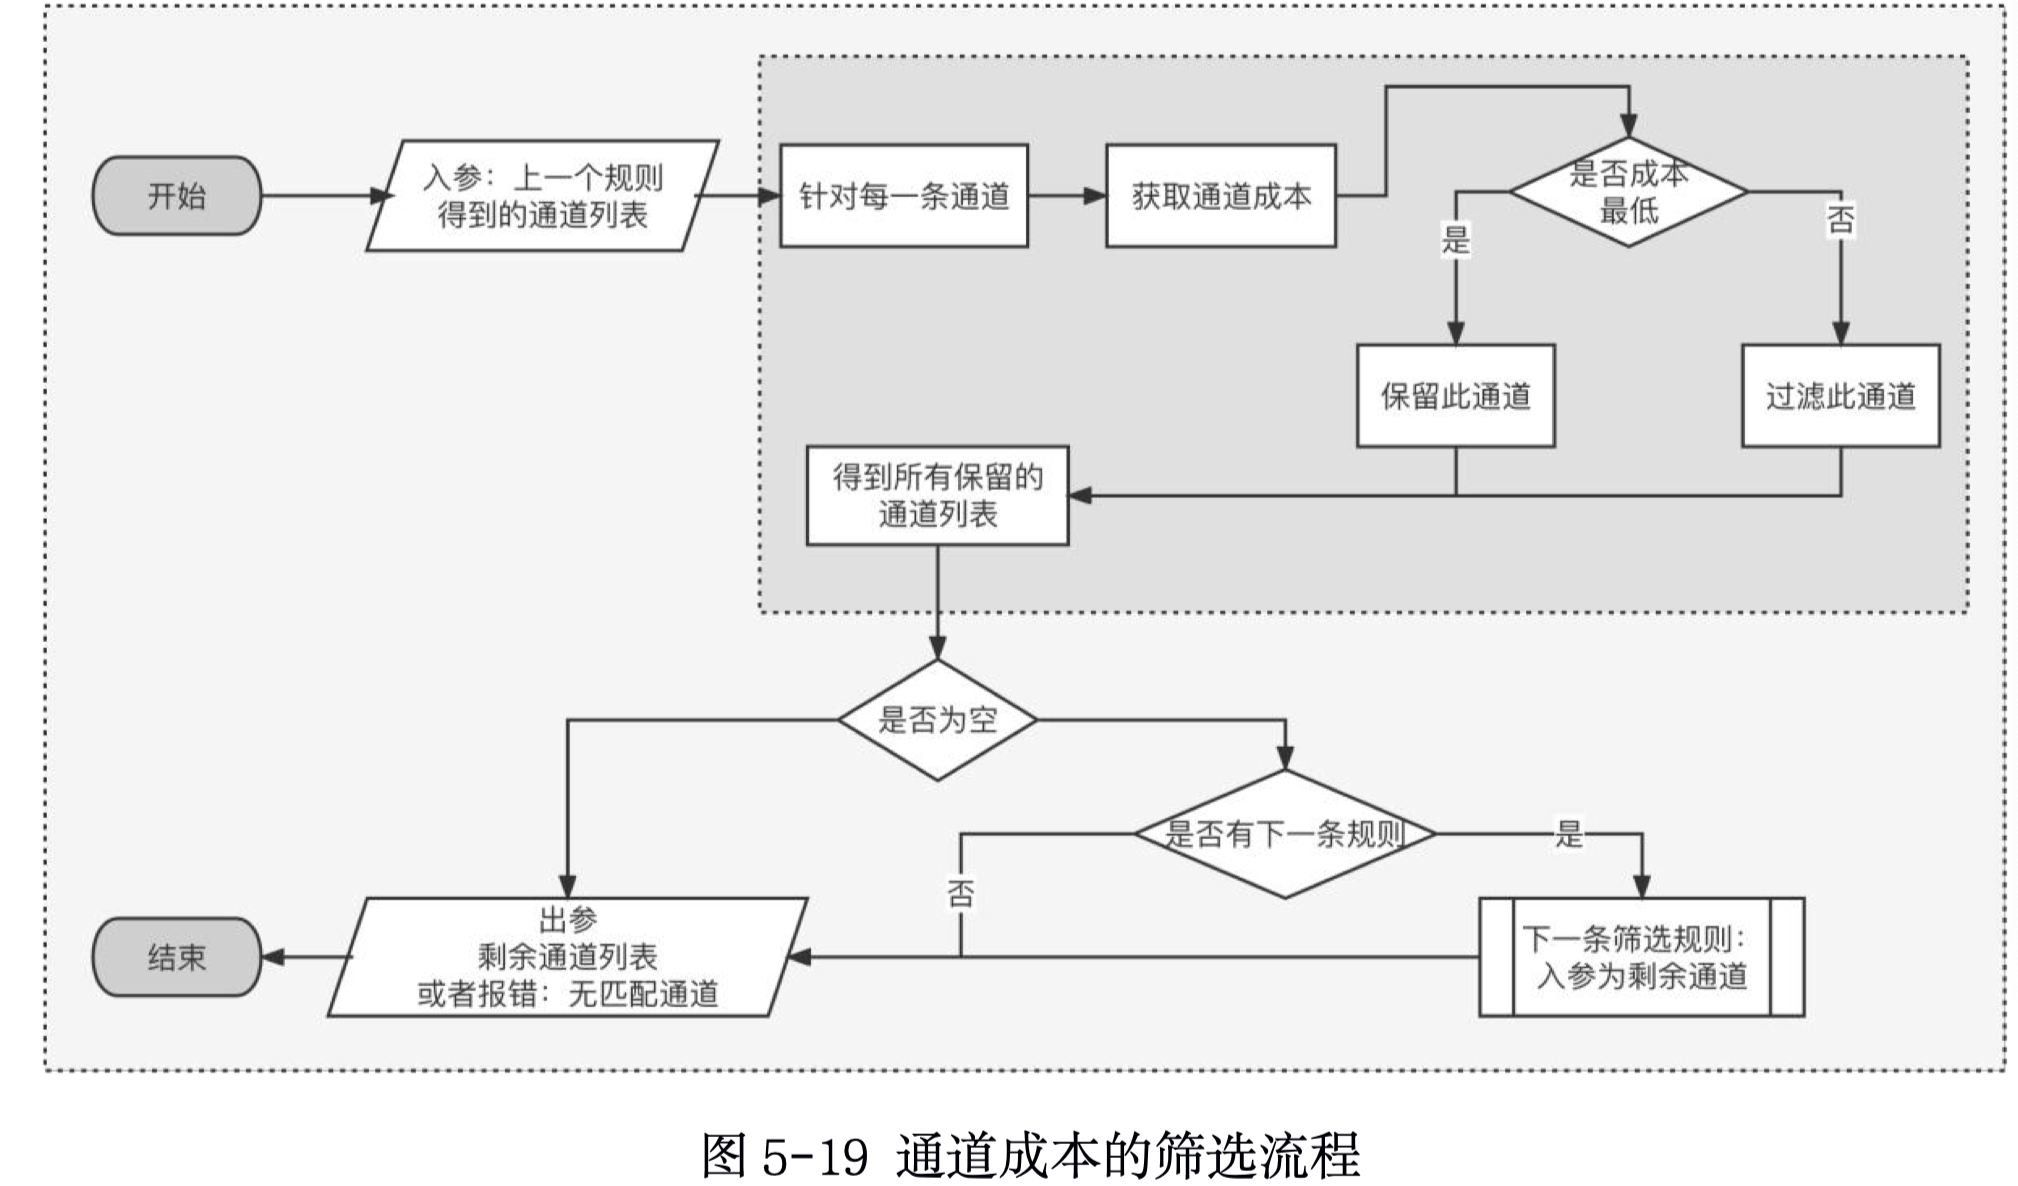 开始
入参：上一个规则
得到的通道列表
针对每一条通道
获取通道成本
是否成本
最低
是
否
保留此通道
过滤此通道
得到所有保留的
通道列表
是否为空
是否有下一条规则
是
否
下一条筛选规则：
入参为剩余通道
出参
剩余通道列表
或者报错：无匹配通道
结束
图 5-19 通道成本的筛选流程